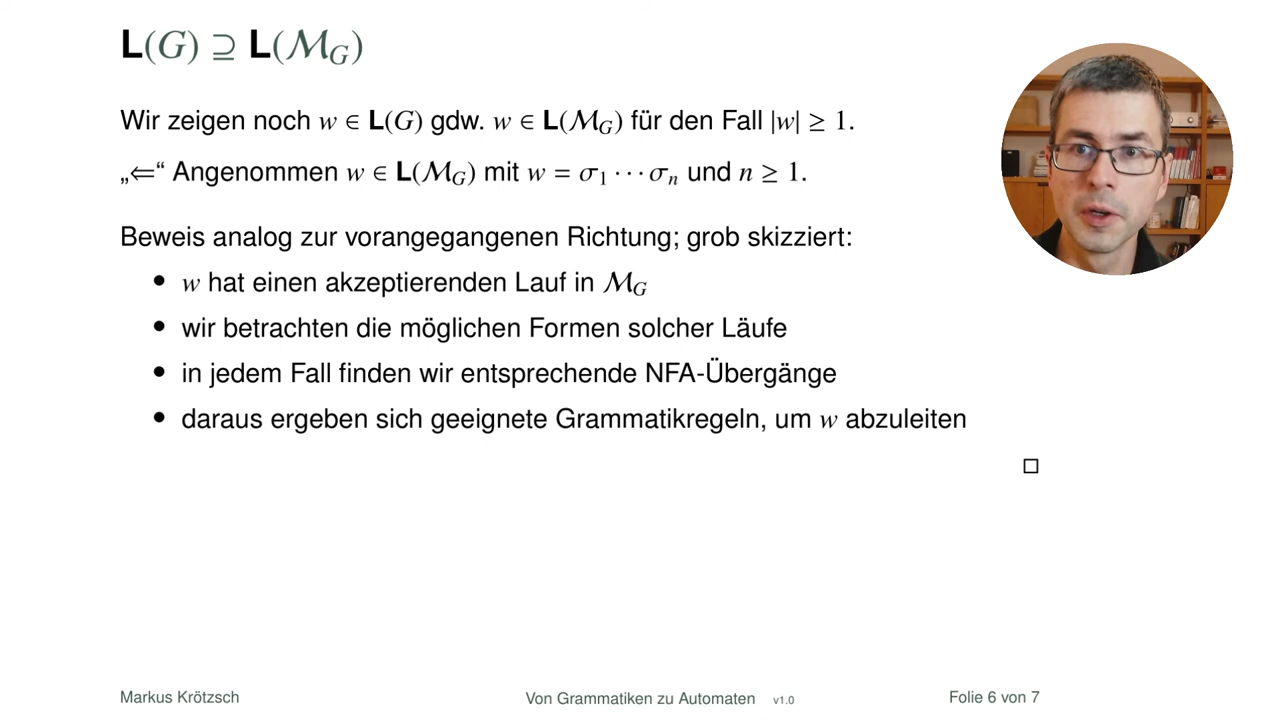 L(G) ⊇ L(ℳ_G)
Wir zeigen noch w ∈ L(G) gdw. w ∈ L(ℳ_G) für den Fall |w| ≥ 1.
„⇐“ Angenommen w ∈ L(ℳ_G) mit w = σ₁ ⋯ σₙ und n ≥ 1.
Beweis analog zur vorangegangenen Richtung; grob skizziert:
• w hat einen akzeptierenden Lauf in ℳ_G
• wir betrachten die möglichen Formen solcher Läufe
• in jedem Fall finden wir entsprechende NFA-Übergänge
• daraus ergeben sich geeignete Grammatikregeln, um w abzuleiten
□
Markus Krötzsch Von Grammatiken zu Automaten v1.0 Folie 6 von 7